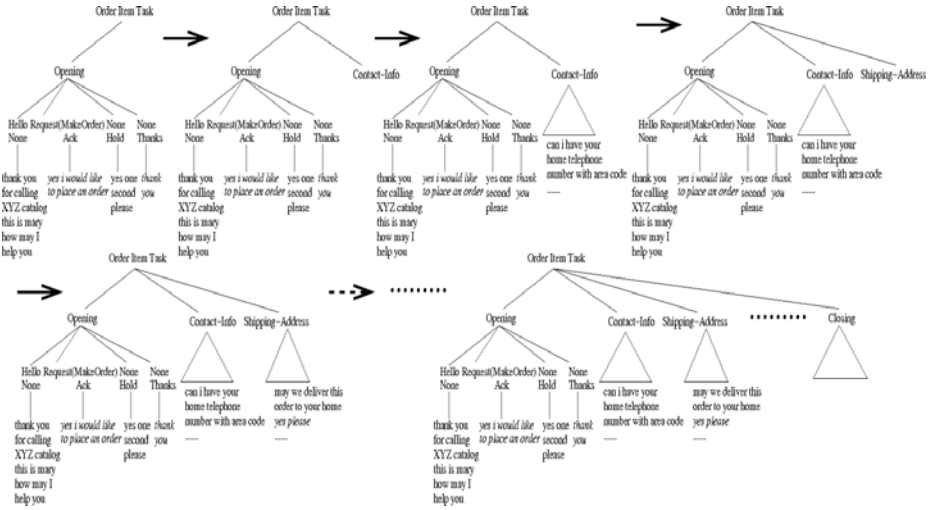 Order Item Task
Opening
Hello Request(MakeOrder) None None
None Ack Hold Thanks
thank you yes i would like yes one thank
for calling to place an order second you
XYZ catalog please
this is mary
how may I
help you
Order Item Task
Opening Contact-Info
Hello Request(MakeOrder) None None
None Ack Hold Thanks
thank you yes i would like yes one thank
for calling to place an order second you
XYZ catalog please
this is mary
how may I
help you
Order Item Task
Opening Contact-Info
Hello Request(MakeOrder) None None
None Ack Hold Thanks
can i have your
home telephone
thank you yes i would like yes one thank number with area code
for calling to place an order second you ......
XYZ catalog please
this is mary
how may I
help you
Order Item Task
Opening Contact-Info Shipping-Address
Hello Request(MakeOrder) None None
None Ack Hold Thanks
can i have your
home telephone
thank you yes i would like yes one thank number with area code
for calling to place an order second you ......
XYZ catalog please
this is mary
how may I
help you
Order Item Task
Opening Contact-Info Shipping-Address
Hello Request(MakeOrder) None None
None Ack Hold Thanks
can i have your may we deliver this
home telephone order to your home
number with area code yes please
...... ......
thank you yes i would like yes one thank
for calling to place an order second you
XYZ catalog please
this is mary
how may I
help you
Order Item Task
Opening Contact-Info Shipping-Address Closing
Hello Request(MakeOrder) None None
None Ack Hold Thanks
can i have your may we deliver this
home telephone order to your home
number with area code yes please
...... ......
thank you yes i would like yes one thank
for calling to place an order second you
XYZ catalog please
this is mary
how may I
help you